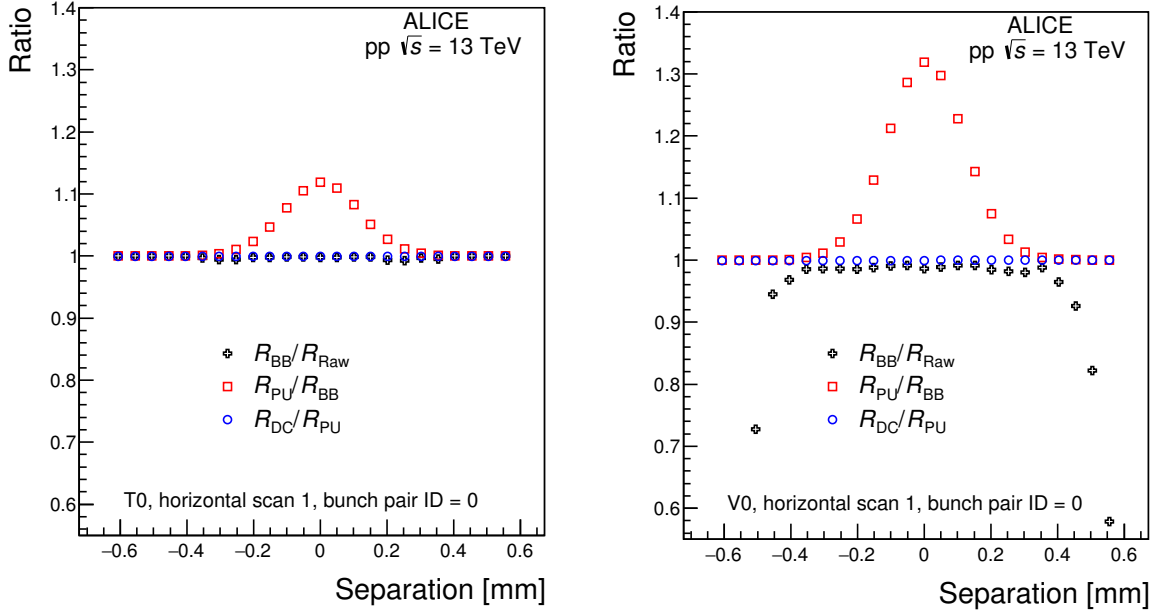 Ratio
1.4
1.3
1.2
1.1
1
0.9
0.8
0.7
0.6
ALICE
pp √s = 13 TeV
R_BB/R_Raw
R_PU/R_BB
R_DC/R_PU
T0, horizontal scan 1, bunch pair ID = 0
−0.6 −0.4 −0.2 0 0.2 0.4 0.6
Separation [mm]
Ratio
1.4
1.3
1.2
1.1
1
0.9
0.8
0.7
0.6
ALICE
pp √s = 13 TeV
R_BB/R_Raw
R_PU/R_BB
R_DC/R_PU
V0, horizontal scan 1, bunch pair ID = 0
−0.6 −0.4 −0.2 0 0.2 0.4 0.6
Separation [mm]